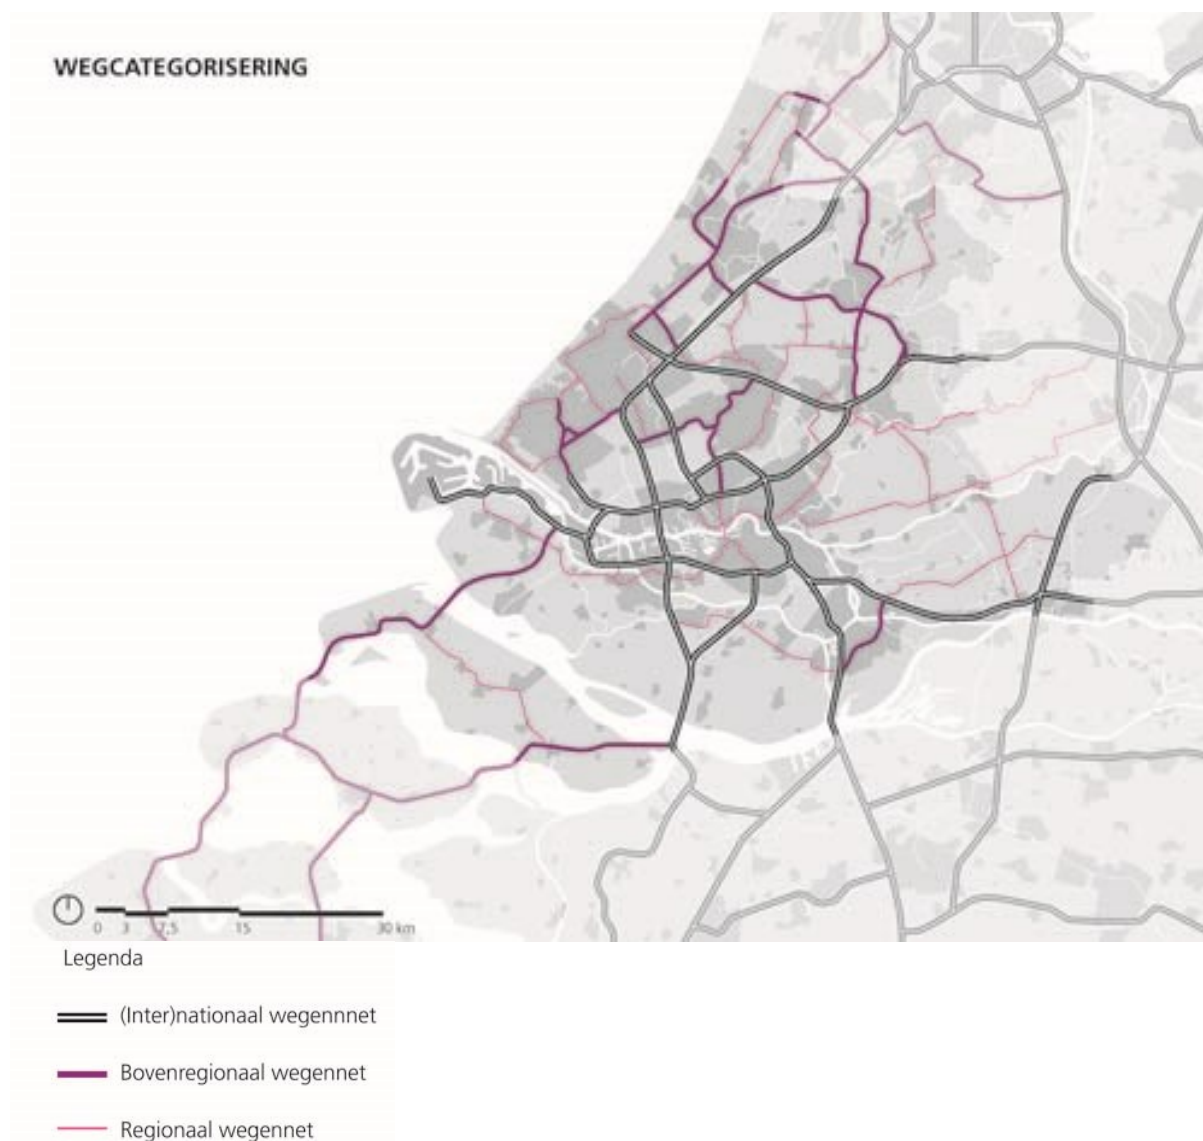 WEGCATEGORISERING
0 3 7,5 15 30 km
Legenda
(Inter)nationaal wegennnet
Bovenregionaal wegennet
Regionaal wegennet